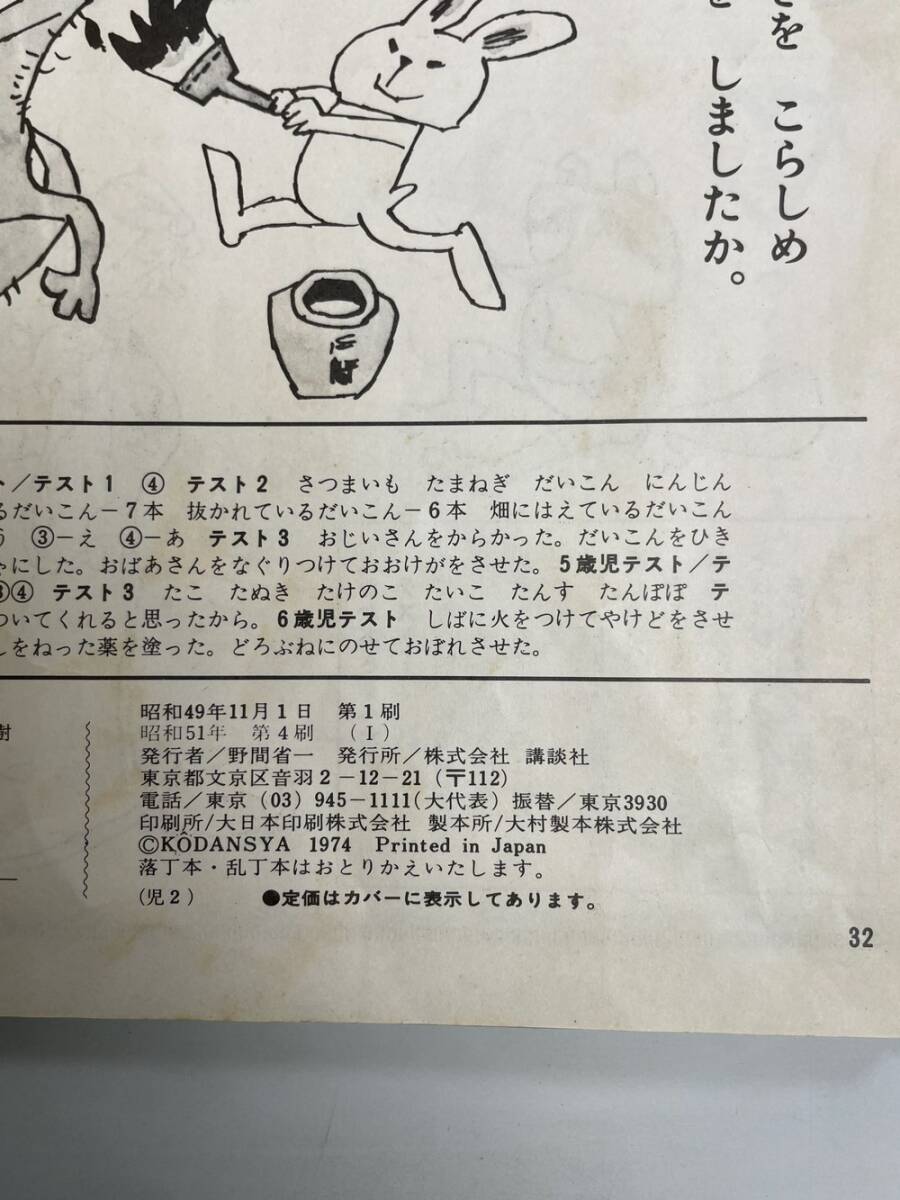 をを こらしめ
しましたか。
ト／テスト1 ④ テスト2 さつまいも たまねぎ だいこん にんじん
るだいこん－7本 抜かれているだいこん－6本 畑にはえているだいこん
う ③－え ④－あ テスト3 おじいさんをからかった。だいこんをひき
ゃにした。おばあさんをなぐりつけておおけがをさせた。5歳児テスト／テ
③④ テスト3 たこ たぬき たけのこ たいこ たんす たんぽぽ テ
ついてくれると思ったから。6歳児テスト しばに火をつけてやけどをさせ
しをねった薬を塗った。どろぶねにのせておぼれさせた。
樹
昭和49年11月1日 第1刷
昭和51年 第4刷 （Ｉ）
発行者／野間省一 発行所／株式会社 講談社
東京都文京区音羽2－12－21（〒112）
電話／東京（03）945－1111（大代表）振替／東京3930
印刷所/大日本印刷株式会社 製本所/大村製本株式会社
©KÔDANSYA 1974 Printed in Japan
落丁本・乱丁本はおとりかえいたします。
（児2） ●定価はカバーに表示してあります。
32